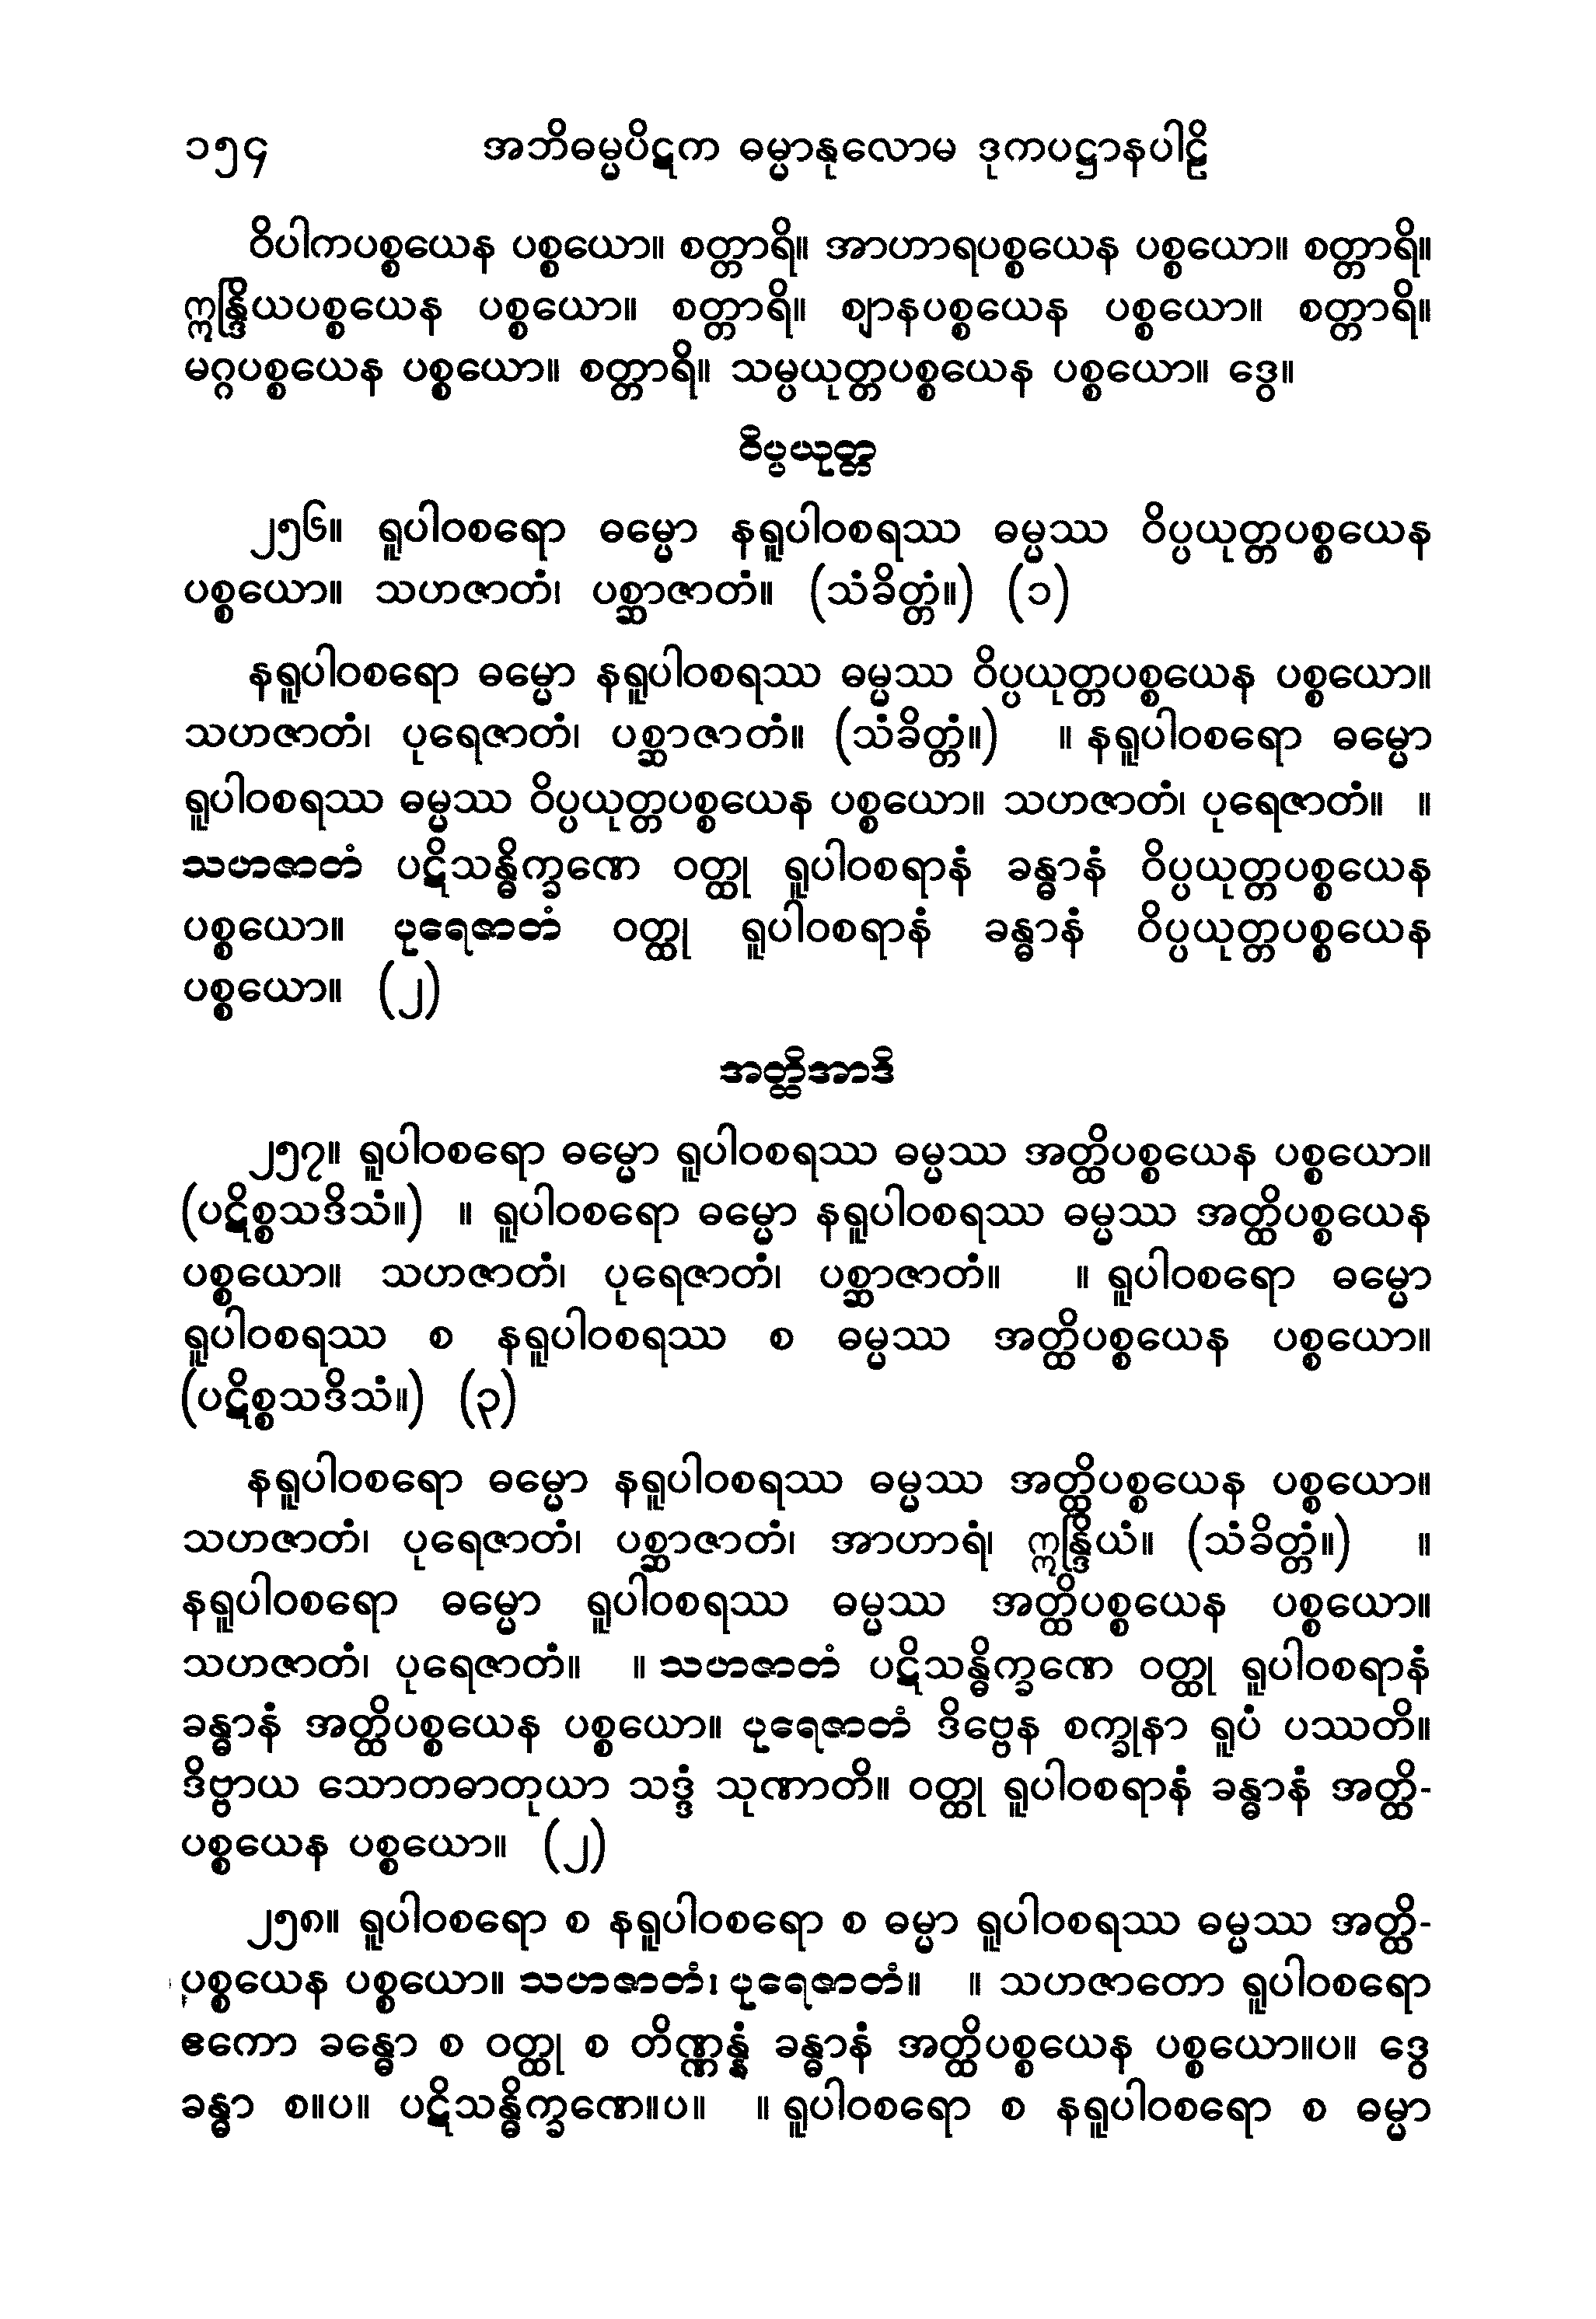 ၁၅၄ အဘိဓမ္မပိဋက ဓမ္မာနုလောမ ဒုကပဋ္ဌာနပါဠိ
ဝိပါကပစ္စယေန ပစ္စယော။ စတ္တာရိ။ အာဟာရပစ္စယေန ပစ္စယော။ စတ္တာရိ။
ဣန္ဒြိယပစ္စယေန ပစ္စယော။ စတ္တာရိ။ ဈာနပစ္စယေန ပစ္စယော။ စတ္တာရိ။
မဂ္ဂပစ္စယေန ပစ္စယော။ စတ္တာရိ။ သမ္ပယုတ္တပစ္စယေန ပစ္စယော။ ဒွေ။
ဝိပ္ပယုတ္တ
၂၅၆။ ရူပါဝစရော ဓမ္မော နရူပါဝစရဿ ဓမ္မဿ ဝိပ္ပယုတ္တပစ္စယေန
ပစ္စယော။ သဟဇာတံ၊ ပစ္ဆာဇာတံ။ (သံခိတ္တံ။) (၁)
နရူပါဝစရော ဓမ္မော နရူပါဝစရဿ ဓမ္မဿ ဝိပ္ပယုတ္တပစ္စယေန ပစ္စယော။
သဟဇာတံ၊ ပုရေဇာတံ၊ ပစ္ဆာဇာတံ။ (သံခိတ္တံ။) ။ နရူပါဝစရော ဓမ္မော
ရူပါဝစရဿ ဓမ္မဿ ဝိပ္ပယုတ္တပစ္စယေန ပစ္စယော။ သဟဇာတံ၊ ပုရေဇာတံ။ ။
သဟဇာတံ ပဋိသန္ဓိက္ခဏေ ဝတ္ထု ရူပါဝစရာနံ ခန္ဓာနံ ဝိပ္ပယုတ္တပစ္စယေန
ပစ္စယော။ ပုရေဇာတံ ဝတ္ထု ရူပါဝစရာနံ ခန္ဓာနံ ဝိပ္ပယုတ္တပစ္စယေန
ပစ္စယော။ (၂)
အတ္ထိအာဒိ
၂၅၇။ ရူပါဝစရော ဓမ္မော ရူပါဝစရဿ ဓမ္မဿ အတ္ထိပစ္စယေန ပစ္စယော။
(ပဋိစ္စသဒိသံ။) ။ ရူပါဝစရော ဓမ္မော နရူပါဝစရဿ ဓမ္မဿ အတ္ထိပစ္စယေန
ပစ္စယော။ သဟဇာတံ၊ ပုရေဇာတံ၊ ပစ္ဆာဇာတံ။ ။ ရူပါဝစရော ဓမ္မော
ရူပါဝစရဿ စ နရူပါဝစရဿ စ ဓမ္မဿ အတ္ထိပစ္စယေန ပစ္စယော။
(ပဋိစ္စသဒိသံ။) (၃)
နရူပါဝစရော ဓမ္မော နရူပါဝစရဿ ဓမ္မဿ အတ္ထိပစ္စယေန ပစ္စယော။
သဟဇာတံ၊ ပုရေဇာတံ၊ ပစ္ဆာဇာတံ၊ အာဟာရံ၊ ဣန္ဒြိယံ။ (သံခိတ္တံ။) ။
နရူပါဝစရော ဓမ္မော ရူပါဝစရဿ ဓမ္မဿ အတ္ထိပစ္စယေန ပစ္စယော။
သဟဇာတံ၊ ပုရေဇာတံ။ ။ သဟဇာတံ ပဋိသန္ဓိက္ခဏေ ဝတ္ထု ရူပါဝစရာနံ
ခန္ဓာနံ အတ္ထိပစ္စယေန ပစ္စယော။ ပုရေဇာတံ ဒိဗ္ဗေန စက္ခုနာ ရူပံ ပဿတိ။
ဒိဗ္ဗာယ သောတဓာတုယာ သဒ္ဒံ သုဏာတိ။ ဝတ္ထု ရူပါဝစရာနံ ခန္ဓာနံ အတ္ထိ-
ပစ္စယေန ပစ္စယော။ (၂)
၂၅၈။ ရူပါဝစရော စ နရူပါဝစရော စ ဓမ္မာ ရူပါဝစရဿ ဓမ္မဿ အတ္ထိ-
ပစ္စယေန ပစ္စယော။ သဟဇာတံ၊ ပုရေဇာတံ။ ။ သဟဇာတော ရူပါဝစရော
ဧကော ခန္ဓော စ ဝတ္ထု စ တိဏ္ဏန္နံ ခန္ဓာနံ အတ္ထိပစ္စယေန ပစ္စယော။ပ။ ဒွေ
ခန္ဓာ စ။ပ။ ပဋိသန္ဓိက္ခဏေ။ပ။ ။ ရူပါဝစရော စ နရူပါဝစရော စ ဓမ္မာ